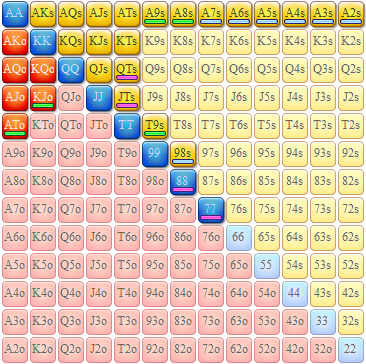 AA AKs AQs AJs ATs A9s A8s A7s A6s A5s A4s A3s A2s
AKo KK KQs KJs KTs K9s K8s K7s K6s K5s K4s K3s K2s
AQo KQo QQ QJs QTs Q9s Q8s Q7s Q6s Q5s Q4s Q3s Q2s
AJo KJo QJo JJ JTs J9s J8s J7s J6s J5s J4s J3s J2s
ATo KTo QTo JTo TT T9s T8s T7s T6s T5s T4s T3s T2s
A9o K9o Q9o J9o T9o 99 98s 97s 96s 95s 94s 93s 92s
A8o K8o Q8o J8o T8o 98o 88 87s 86s 85s 84s 83s 82s
A7o K7o Q7o J7o T7o 97o 87o 77 76s 75s 74s 73s 72s
A6o K6o Q6o J6o T6o 96o 86o 76o 66 65s 64s 63s 62s
A5o K5o Q5o J5o T5o 95o 85o 75o 65o 55 54s 53s 52s
A4o K4o Q4o J4o T4o 94o 84o 74o 64o 54o 44 43s 42s
A3o K3o Q3o J3o T3o 93o 83o 73o 63o 53o 43o 33 32s
A2o K2o Q2o J2o T2o 92o 82o 72o 62o 52o 42o 32o 22